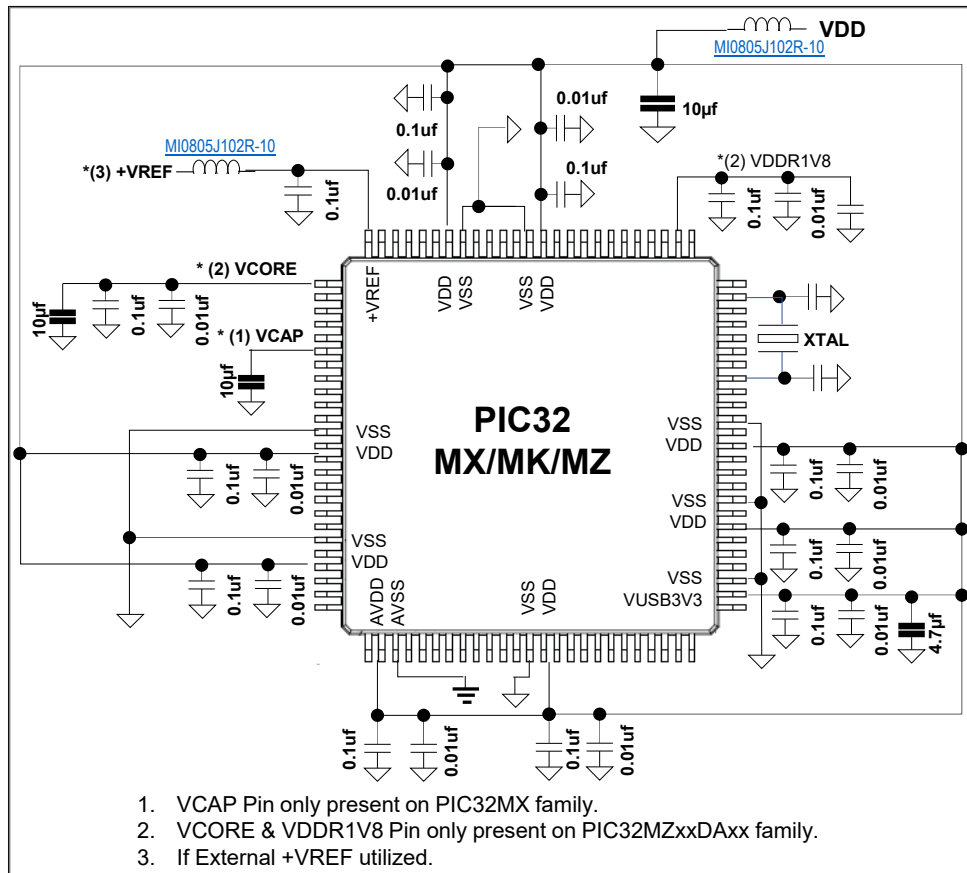 VDD
MI0805J102R-10
0.1uf
0.01uf
0.01uf
0.1uf
10µf
MI0805J102R-10
*(3) +VREF
0.1uf
*(2) VDDR1V8
0.1uf
0.01uf
* (2) VCORE
10µf
0.1uf
0.01uf
* (1) VCAP
10µf
+VREF
VDD
VSS
VSS
VDD
XTAL
PIC32
MX/MK/MZ
VSS
VDD
0.1uf
0.01uf
VSS
VDD
0.1uf
0.01uf
VSS
VDD
0.1uf
0.01uf
VSS
VDD
0.1uf
0.01uf
VSS
VUSB3V3
0.1uf
0.01uf
4.7µf
AVDD
AVSS
VSS
VDD
0.1uf
0.01uf
0.1uf
0.01uf
1. VCAP Pin only present on PIC32MX family.
2. VCORE & VDDR1V8 Pin only present on PIC32MZxxDAxx family.
3. If External +VREF utilized.